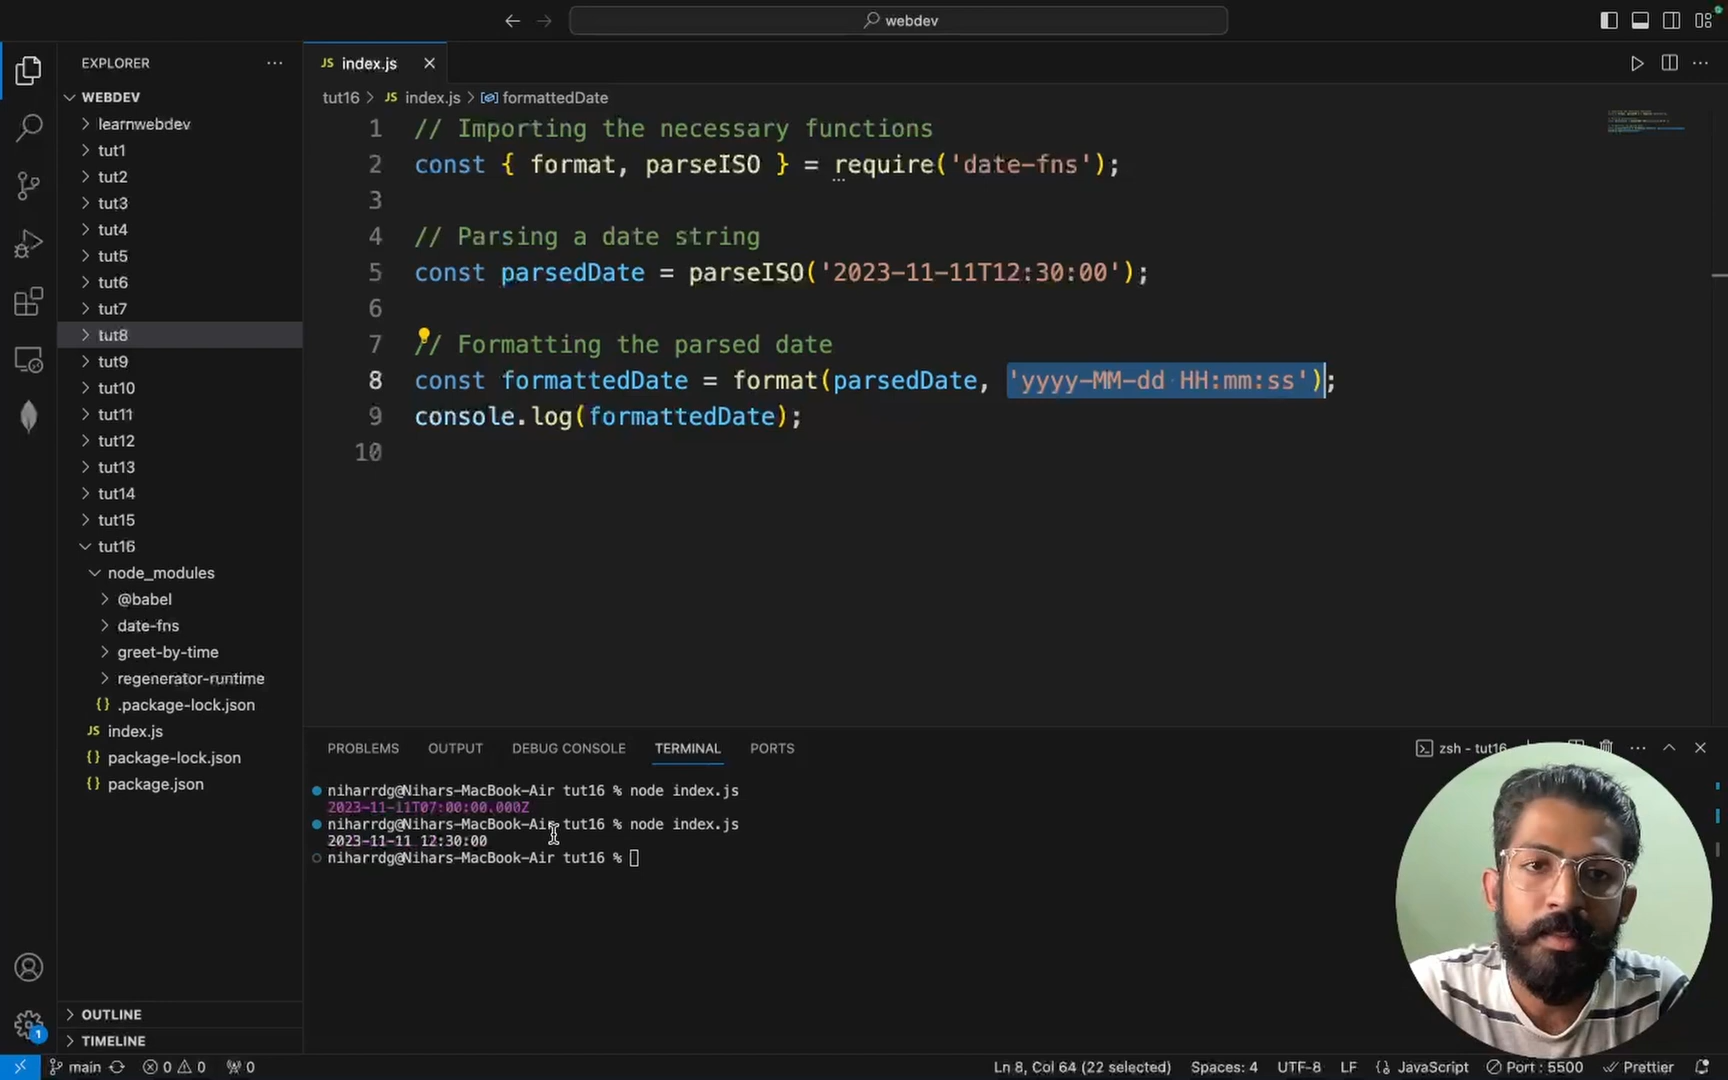 webdev
EXPLORER
WEBDEV
learnwebdev
tut1
tut2
tut3
tut4
tut5
tut6
tut7
tut8
tut9
tut10
tut11
tut12
tut13
tut14
tut15
tut16
node_modules
@babel
date-fns
greet-by-time
regenerator-runtime
{} .package-lock.json
JS index.js
{} package-lock.json
{} package.json
OUTLINE
TIMELINE
JS index.js
tut16 > JS index.js > formattedDate
1 // Importing the necessary functions
2 const { format, parseISO } = require('date-fns');
3
4 // Parsing a date string
5 const parsedDate = parseISO('2023-11-11T12:30:00');
6
7 // Formatting the parsed date
8 const formattedDate = format(parsedDate, 'yyyy-MM-dd HH:mm:ss');
9 console.log(formattedDate);
10
PROBLEMS OUTPUT DEBUG CONSOLE TERMINAL PORTS
zsh - tut16
niharrdg@Nihars-MacBook-Air tut16 % node index.js
2023-11-11T07:00:00.000Z
niharrdg@Nihars-MacBook-Air tut16 % node index.js
2023-11-11 12:30:00
niharrdg@Nihars-MacBook-Air tut16 %
1
main 0 0 0 Ln 8, Col 64 (22 selected) Spaces: 4 UTF-8 LF {} JavaScript Port : 5500 Prettier